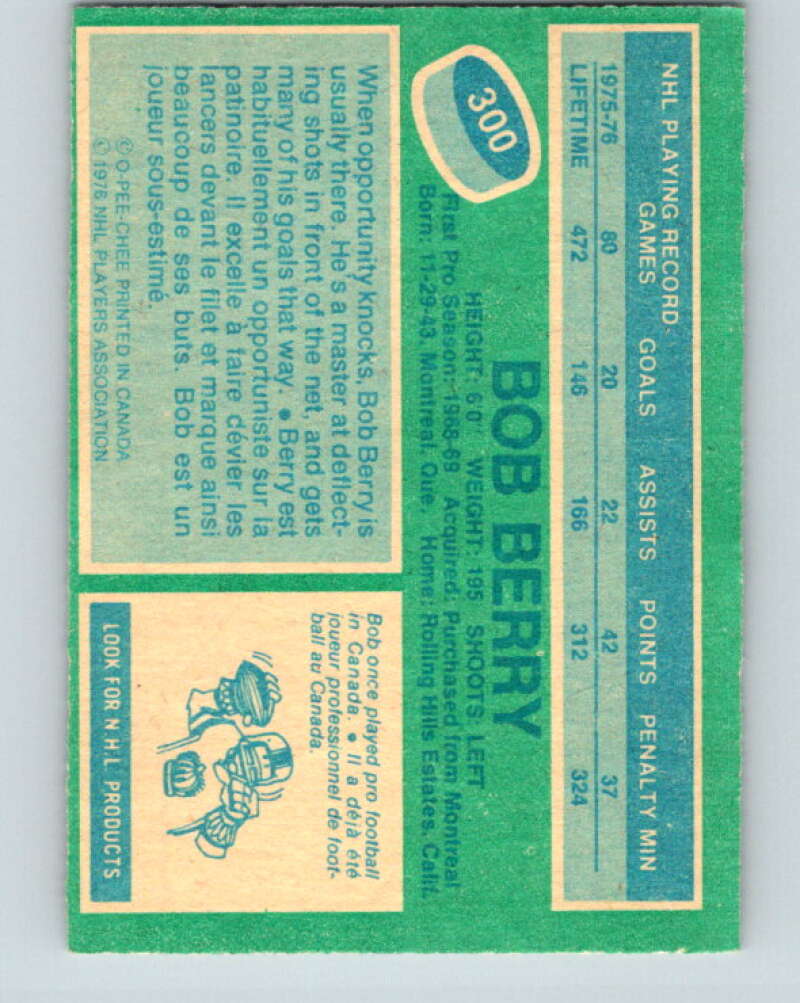 NHL PLAYING RECORD
GAMES GOALS ASSISTS POINTS PENALTY MIN
1975-76 80 20 22 42 37
LIFETIME 472 146 166 312 324
300
BOB BERRY
HEIGHT: 6'0" WEIGHT: 195 SHOOTS: LEFT
First Pro Season: 1968-69 Acquired: Purchased from Montreal
Born: 11-29-43, Montreal, Que. Home: Rolling Hills Estates, Calif.
When opportunity knocks, Bob Berry is
usually there. He's a master at deflect-
ing shots in front of the net, and gets
many of his goals that way. • Berry est
habituellement un opportuniste sur la
patinoire. Il excelle à faire dévier les
lancers devant le filet et marque ainsi
beaucoup de ses buts. Bob est un
joueur sous-estimé.
© O-PEE-CHEE PRINTED IN CANADA
© 1976 NHL PLAYERS ASSOCIATION
Bob once played pro football
in Canada. • Il a déjà été
joueur professionnel de foot-
ball au Canada.
LOOK FOR N.H.L PRODUCTS